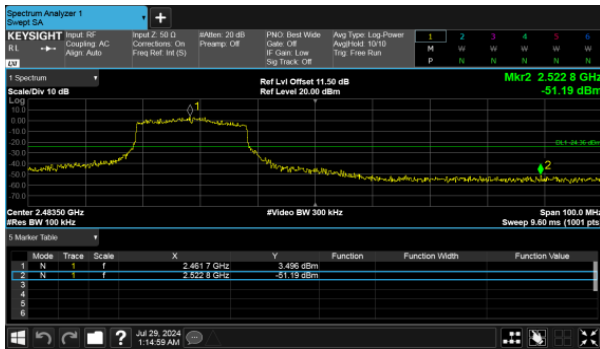 Spectrum Analyzer 1
Swept SA
+
KEYSIGHT Input: RF Input Z: 50 Ω #Atten: 20 dB PNO: Best Wide Avg Type: Log-Power 1 2 3 4 5 6
RL Coupling: AC Corrections: On Preamp: Off Gate: Off Avg|Hold: 10/10 M W W W W W
Align: Auto Freq Ref: Int (S) IF Gain: Low Trig: Free Run
Sig Track: Off P N N N N N
LXI
1 Spectrum
Scale/Div 10 dB Ref Lvl Offset 11.50 dB Mkr2 2.522 8 GHz
Ref Level 20.00 dBm -51.19 dBm
Log
10.0
0.00
-10.0
-20.0
-30.0
-40.0
-50.0
-60.0
-70.0
1
DL1 -24.36 dBm
2
Center 2.48350 GHz #Video BW 300 kHz Span 100.0 MHz
#Res BW 100 kHz Sweep 9.60 ms (1001 pts)
5 Marker Table
Mode Trace Scale X Y Function Function Width Function Value
1 N 1 f 2.461 7 GHz 3.496 dBm
2 N 1 f 2.522 8 GHz -51.19 dBm
3
4
5
6
? Jul 29, 2024
1:14:59 AM